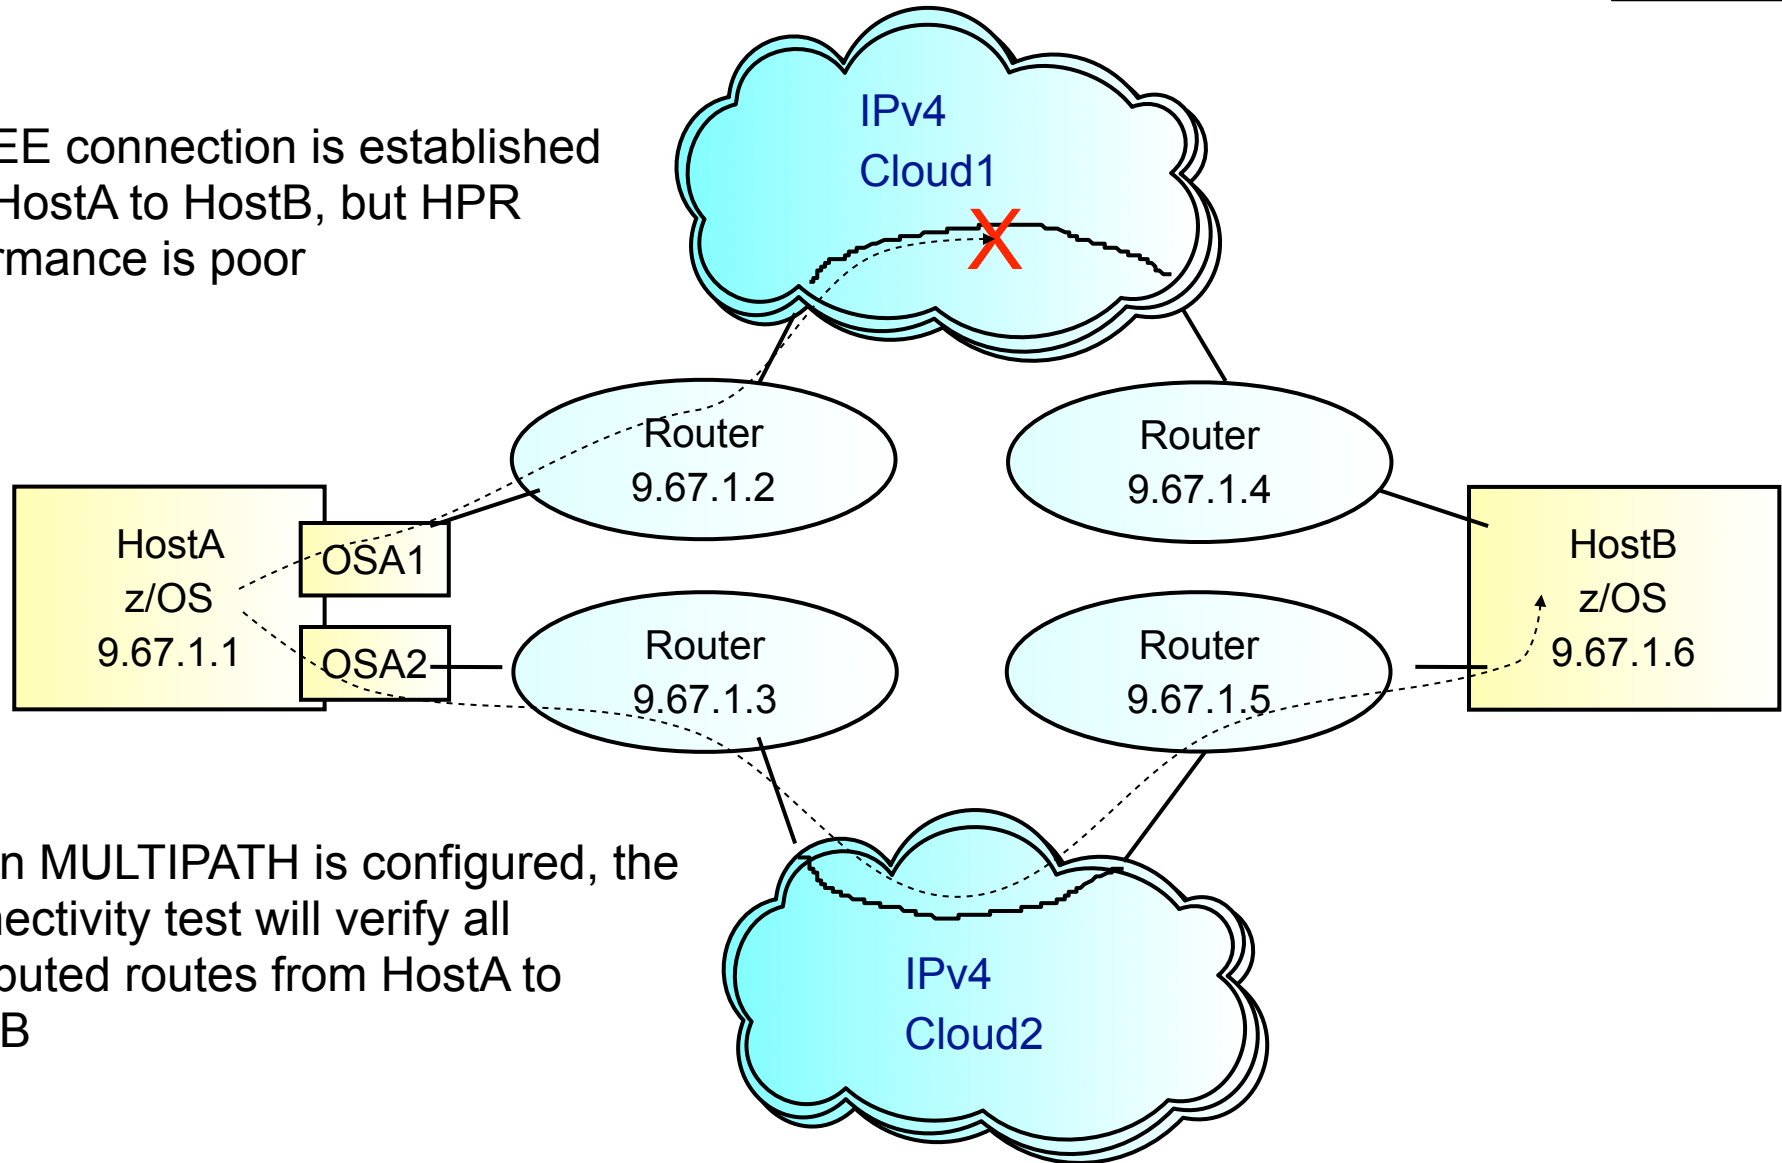 EE connection is established
HostA to HostB, but HPR
rmance is poor
IPv4
Cloud1
Router
9.67.1.2
Router
9.67.1.4
HostA
z/OS
9.67.1.1
OSA1
OSA2
HostB
z/OS
9.67.1.6
Router
9.67.1.3
Router
9.67.1.5
n MULTIPATH is configured, the
nectivity test will verify all
buted routes from HostA to
B
IPv4
Cloud2